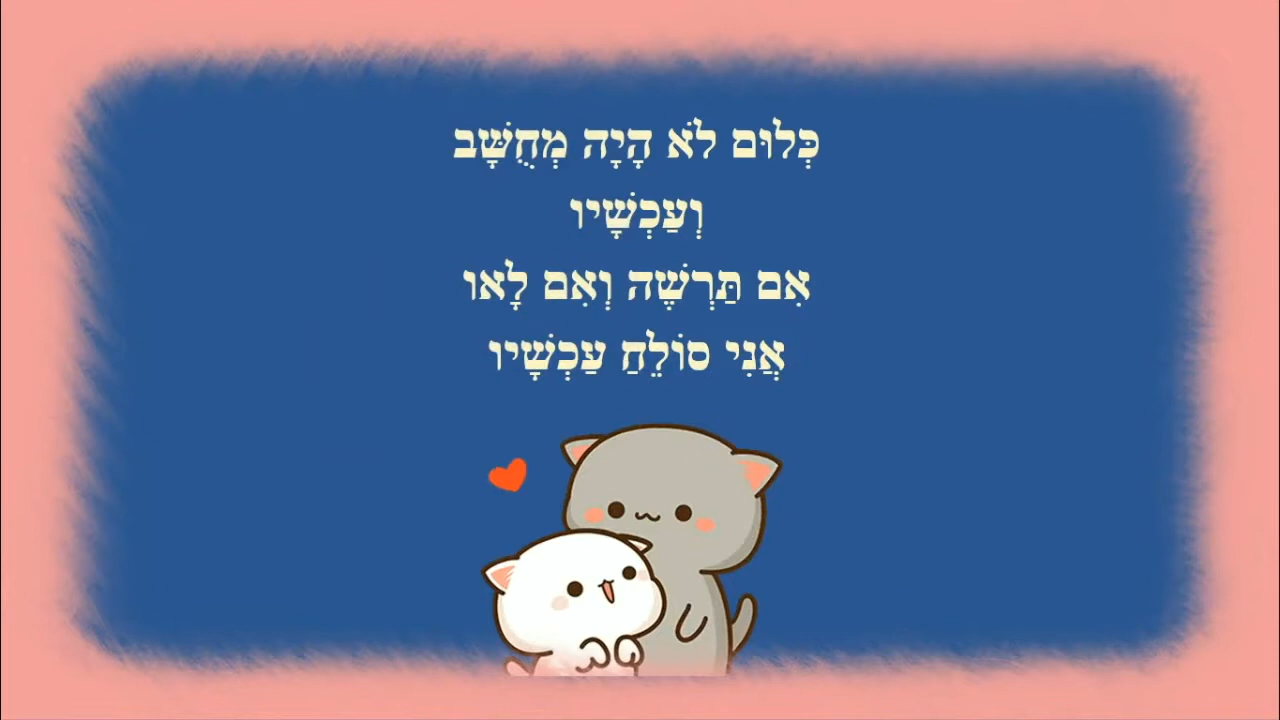 כְּלוּם לֹא הָיָה מְחֻשָּׁב
וְעַכְשָׁיו
אִם תַּרְשֶׁה וְאִם לָאו
אֲנִי סוֹלֵחַ עַכְשָׁיו